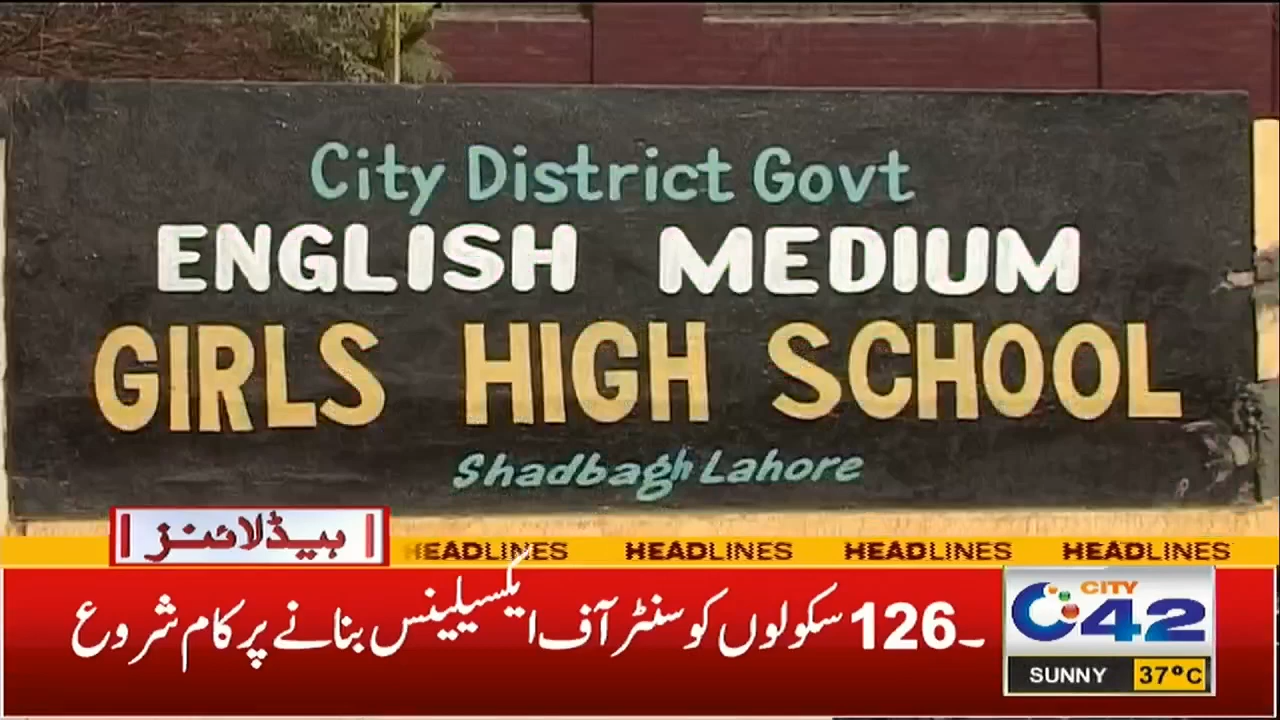 City District Govt
ENGLISH MEDIUM
GIRLS HIGH SCHOOL
Shadbagh Lahore
ہیڈلائنز
HEADLINES HEADLINES HEADLINES HEADLINES
126 سکولوں کو سنٹر آف ایکسیلینس بنانے پر کام شروع۔
CITY
42
SUNNY 37°C